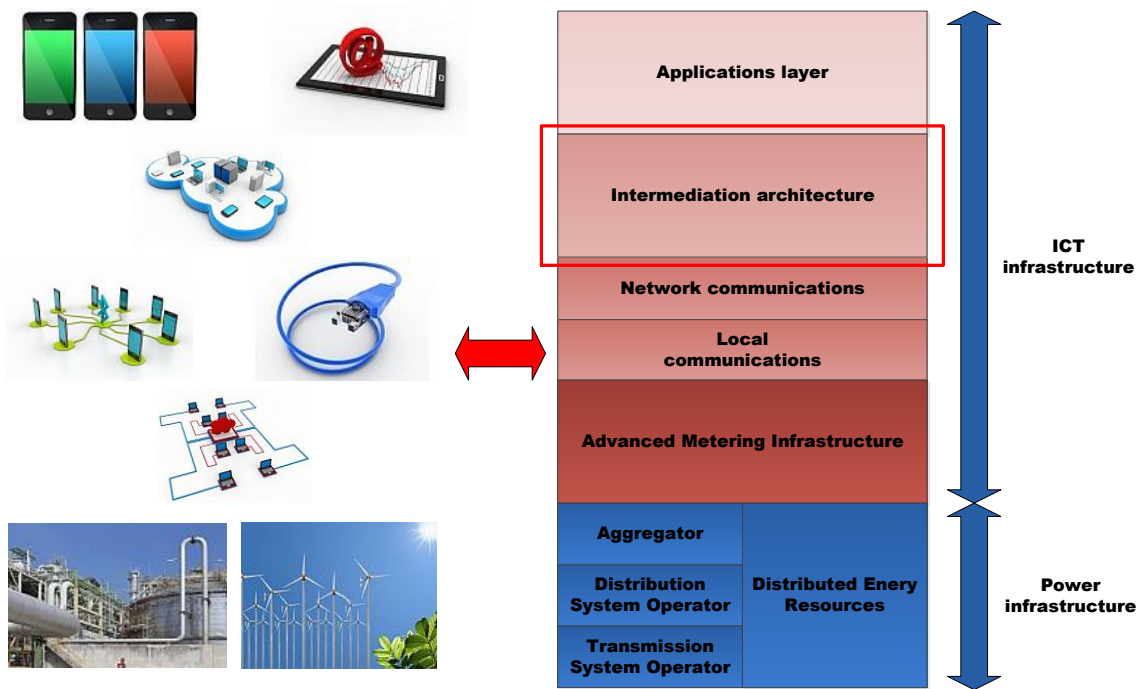 Applications layer
Intermediation architecture
Network communications
Local
communications
Advanced Metering Infrastructure
Aggregator
Distribution
System Operator
Transmission
System Operator
Distributed Enery
Resources
ICT
infrastructure
Power
infrastructure
@